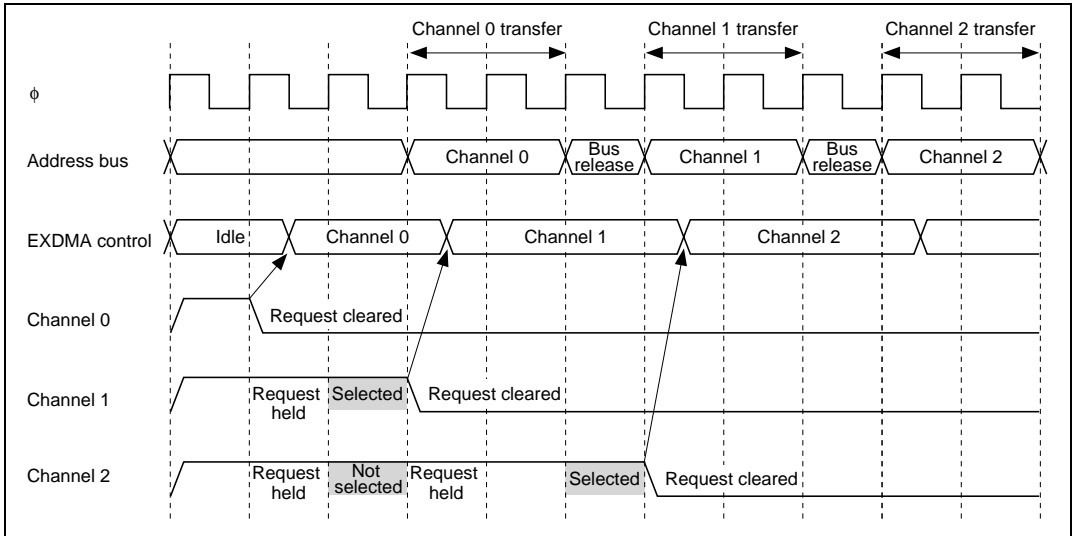 Channel 0 transfer Channel 1 transfer Channel 2 transfer
φ
Address bus Channel 0 Bus release Channel 1 Bus release Channel 2
EXDMA control Idle Channel 0 Channel 1 Channel 2
Channel 0 Request cleared
Channel 1 Request held Selected Request cleared
Channel 2 Request held Not selected Request held Selected Request cleared